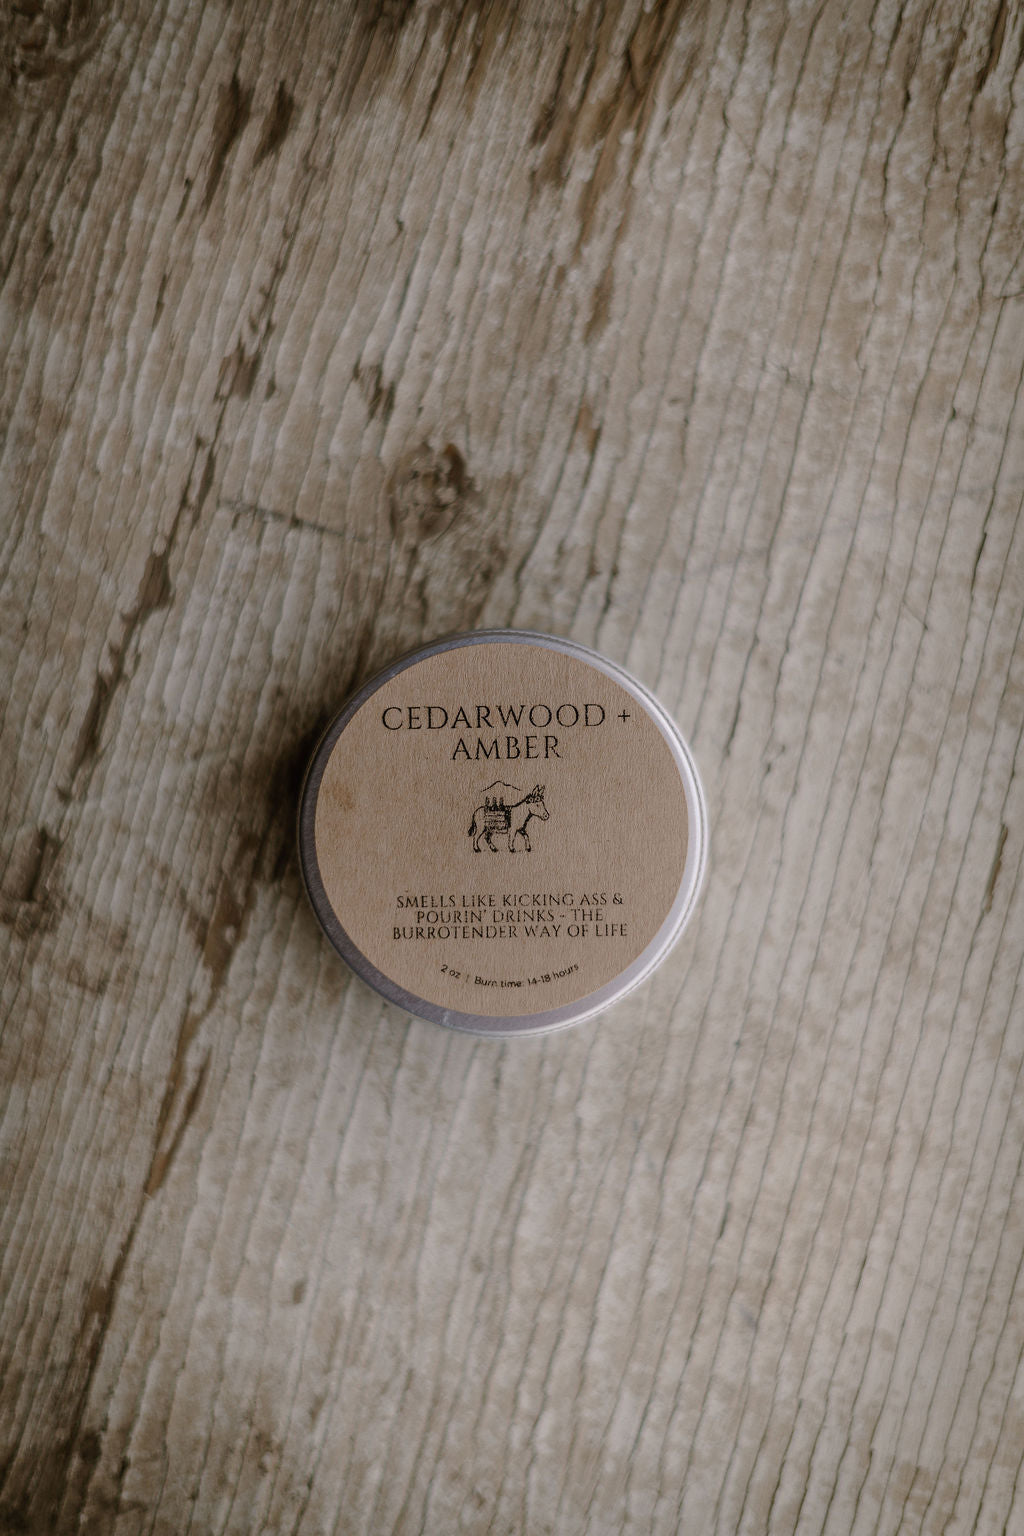 CEDARWOOD +
AMBER
SMELLS LIKE KICKING ASS &
POURIN' DRINKS - THE
BURROTENDER WAY OF LIFE
2 oz | Burn time: 14-18 hours